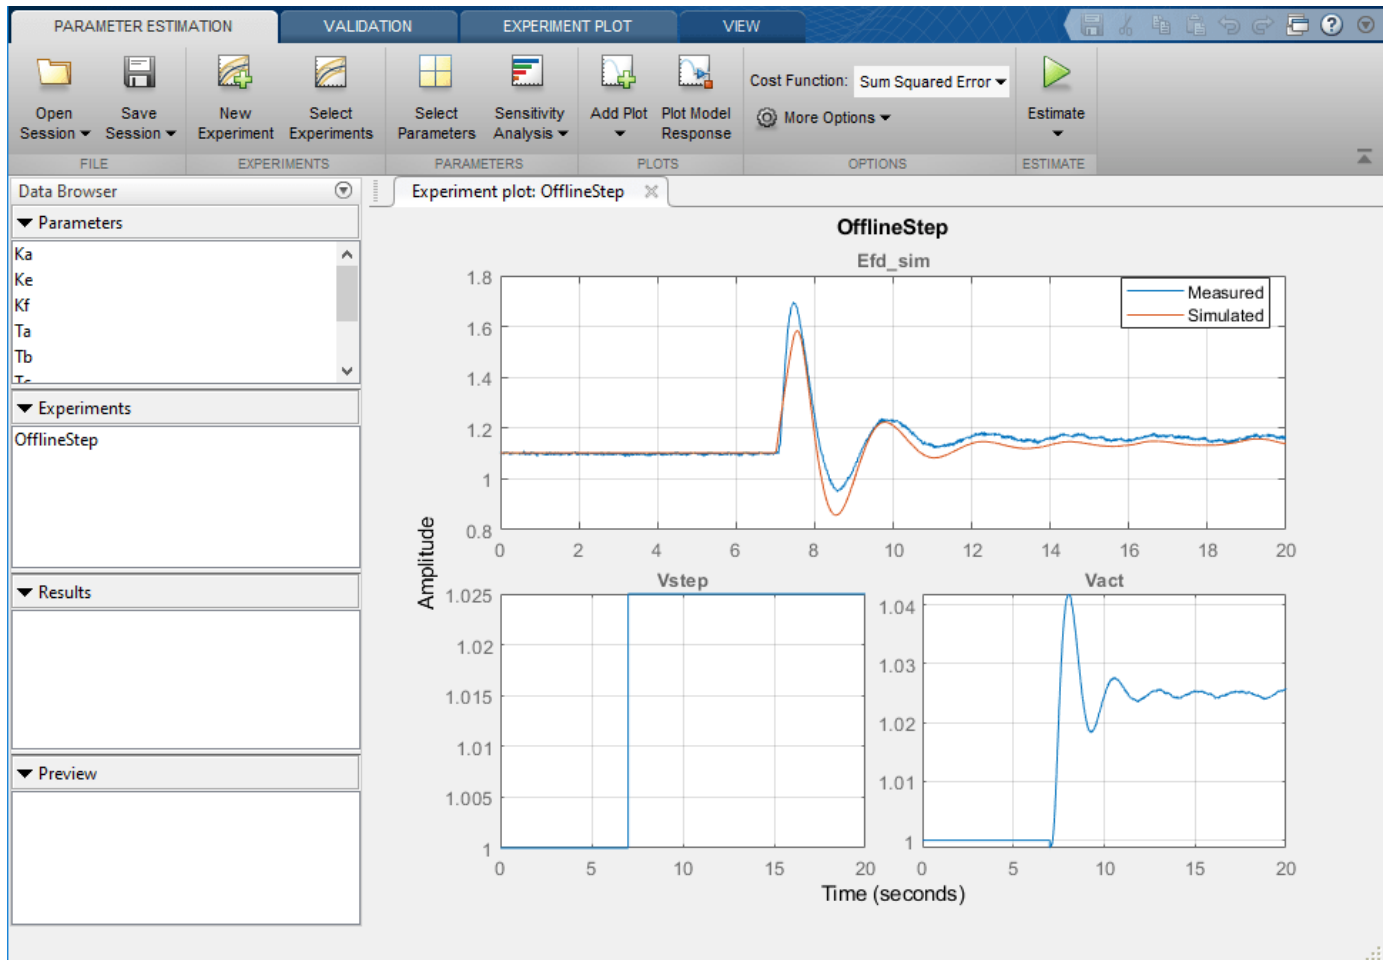 PARAMETER ESTIMATION VALIDATION EXPERIMENT PLOT VIEW
Open Session
Save Session
New Experiment
Select Experiments
Select Parameters
Sensitivity Analysis
Add Plot
Plot Model Response
Cost Function: Sum Squared Error
More Options
Estimate
FILE EXPERIMENTS PARAMETERS PLOTS OPTIONS ESTIMATE
Data Browser
Parameters
Ka
Ke
Kf
Ta
Tb
Tc
Experiments
OfflineStep
Results
Preview
Experiment plot: OfflineStep
OfflineStep
Efd_sim
1.8
1.6
1.4
1.2
1
0.8
Measured
Simulated
0 2 4 6 8 10 12 14 16 18 20
Amplitude
Vstep
1.025
1.02
1.015
1.01
1.005
1
0 5 10 15 20
Vact
1.04
1.03
1.02
1.01
1
0 5 10 15 20
Time (seconds)